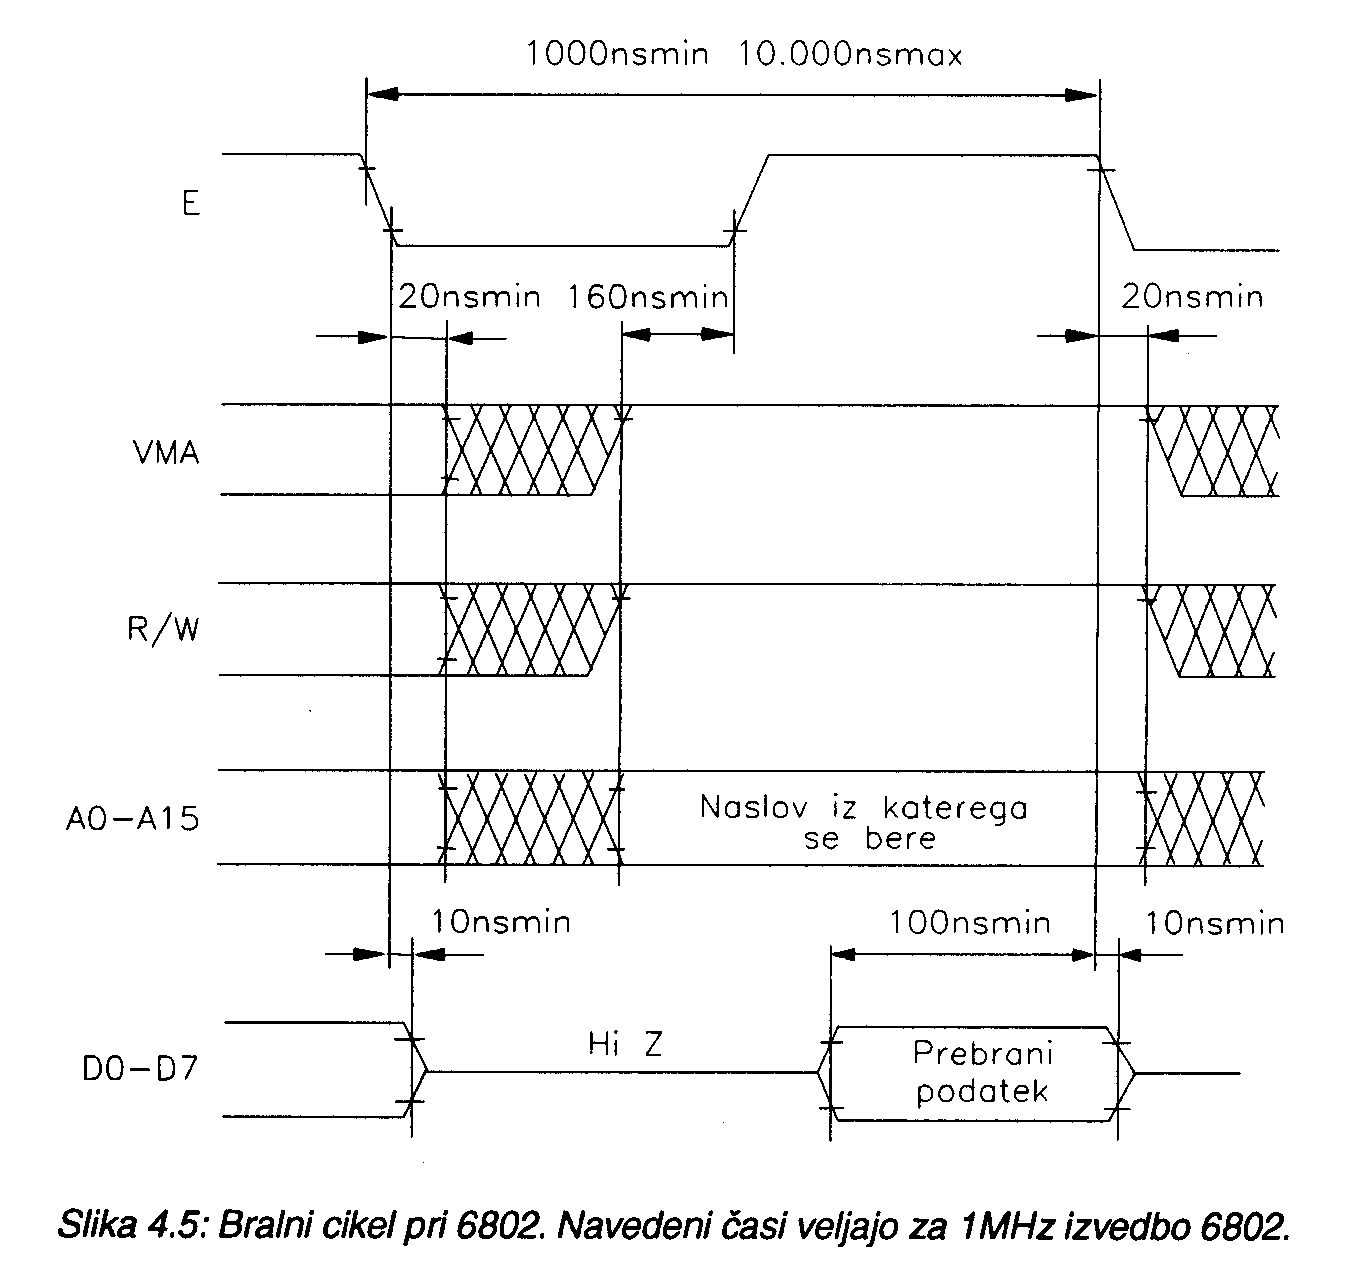 1000nsmin 10.000nsmax
E
20nsmin 160nsmin 20nsmin
VMA
R/W
A0-A15
Naslov iz katerega
se bere
10nsmin 100nsmin 10nsmin
D0-D7
Hi Z
Prebrani
podatek
Slika 4.5: Bralni cikel pri 6802. Navedeni časi veljajo za 1MHz izvedbo 6802.